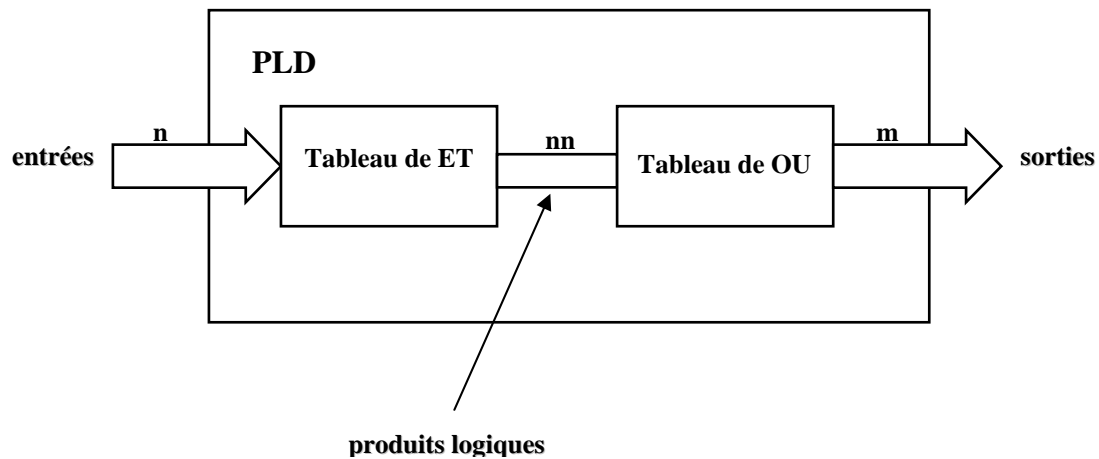 PLD
n
entrées
Tableau de ET
nn
Tableau de OU
m
sorties
produits logiques